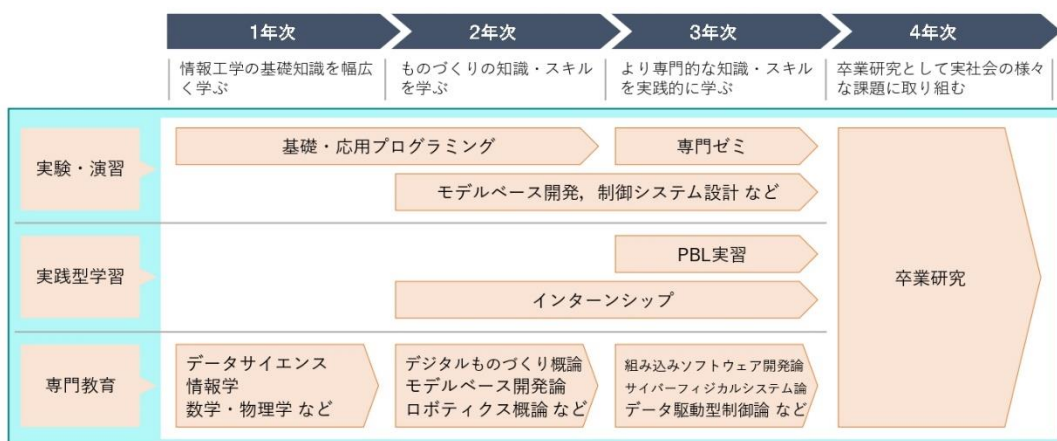 1年次
2年次
3年次
4年次
情報工学の基礎知識を幅広
く学ぶ
ものづくりの知識・スキル
を学ぶ
より専門的な知識・スキル
を実践的に学ぶ
卒業研究として実社会の様々
な課題に取り組む
実験・演習
基礎・応用プログラミング
専門ゼミ
モデルベース開発，制御システム設計 など
実践型学習
PBL実習
インターンシップ
卒業研究
専門教育
データサイエンス
情報学
数学・物理学 など
デジタルものづくり概論
モデルベース開発論
ロボティクス概論 など
組み込みソフトウェア開発論
サイバーフィジカルシステム論
データ駆動型制御論 など